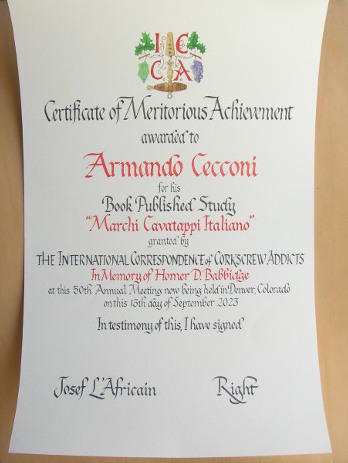 I C
C A
Certificate of Meritorious Achievement
awarded to
Armando Cecconi
for his
Book Published Study
"Marchi Cavatappi Italiano"
granted by
THE INTERNATIONAL CORRESPONDENCE of CORKSCREW ADDICTS
In Memory of Homer D. Babbidge
at this 50th Annual Meeting now being held in Denver, Colorado
on this 15th day of September 2023
In testimony of this, I have signed
Josef L'Africain Right